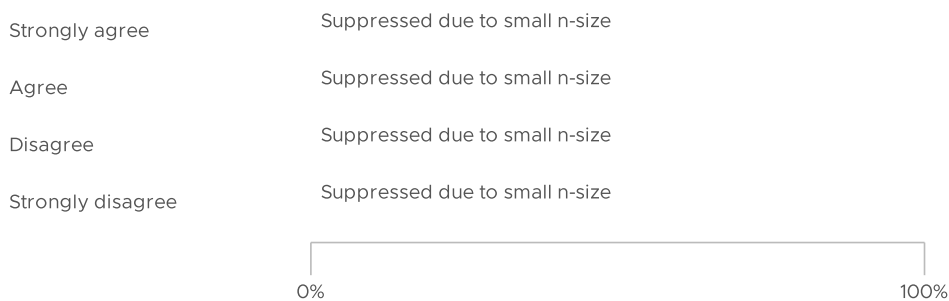 Strongly agree Suppressed due to small n-size
Agree Suppressed due to small n-size
Disagree Suppressed due to small n-size
Strongly disagree Suppressed due to small n-size
0% 100%